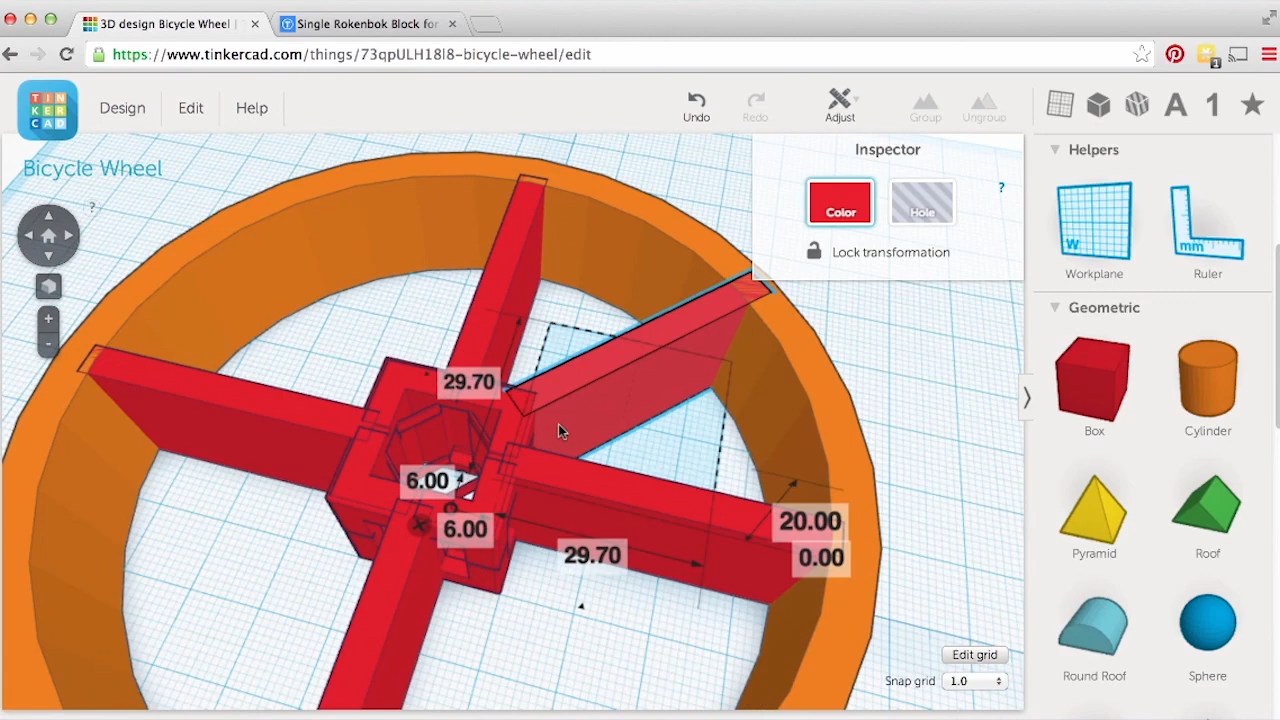 3D design Bicycle Wheel |
Single Rokenbok Block for
https://www.tinkercad.com/things/73qpULH18l8-bicycle-wheel/edit
1
TIN
KER
CAD
Design
Edit
Help
Undo
Redo
Adjust
Group
Ungroup
A
1
Bicycle Wheel
?
Inspector
Color
Hole
?
Lock transformation
Helpers
W
mm
Workplane
Ruler
Geometric
Box
Cylinder
Pyramid
Roof
Round Roof
Sphere
+
-
29.70
6.00
6.00
29.70
20.00
0.00
Edit grid
Snap grid
1.0